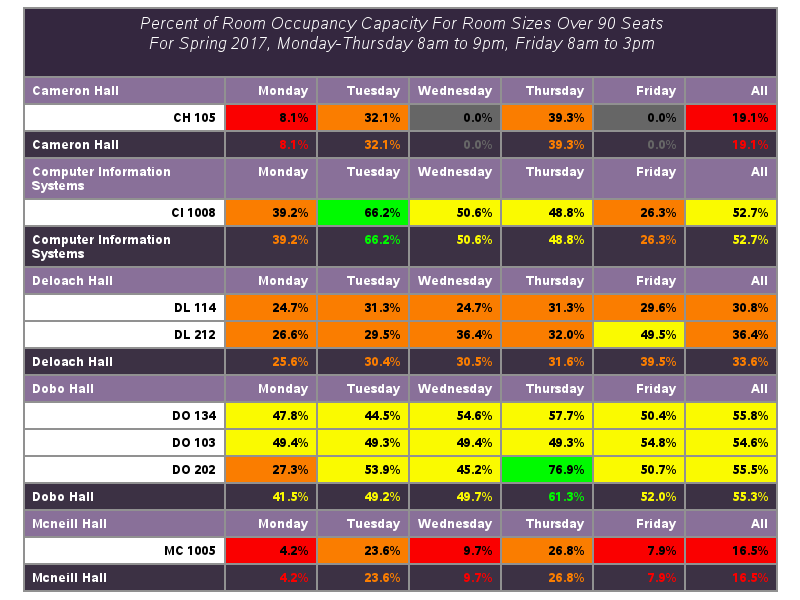 Percent of Room Occupancy Capacity For Room Sizes Over 90 Seats
For Spring 2017, Monday-Thursday 8am to 9pm, Friday 8am to 3pm
Cameron Hall Monday Tuesday Wednesday Thursday Friday All
CH 105 8.1% 32.1% 0.0% 39.3% 0.0% 19.1%
Cameron Hall 8.1% 32.1% 0.0% 39.3% 0.0% 19.1%
Computer Information Monday Tuesday Wednesday Thursday Friday All
Systems
CI 1008 39.2% 66.2% 50.6% 48.8% 26.3% 52.7%
Computer Information 39.2% 66.2% 50.6% 48.8% 26.3% 52.7%
Systems
Deloach Hall Monday Tuesday Wednesday Thursday Friday All
DL 114 24.7% 31.3% 24.7% 31.3% 29.6% 30.8%
DL 212 26.6% 29.5% 36.4% 32.0% 49.5% 36.4%
Deloach Hall 25.6% 30.4% 30.5% 31.6% 39.5% 33.6%
Dobo Hall Monday Tuesday Wednesday Thursday Friday All
DO 134 47.8% 44.5% 54.6% 57.7% 50.4% 55.8%
DO 103 49.4% 49.3% 49.4% 49.3% 54.8% 54.6%
DO 202 27.3% 53.9% 45.2% 76.9% 50.7% 55.5%
Dobo Hall 41.5% 49.2% 49.7% 61.3% 52.0% 55.3%
Mcneill Hall Monday Tuesday Wednesday Thursday Friday All
MC 1005 4.2% 23.6% 9.7% 26.8% 7.9% 16.5%
Mcneill Hall 4.2% 23.6% 9.7% 26.8% 7.9% 16.5%